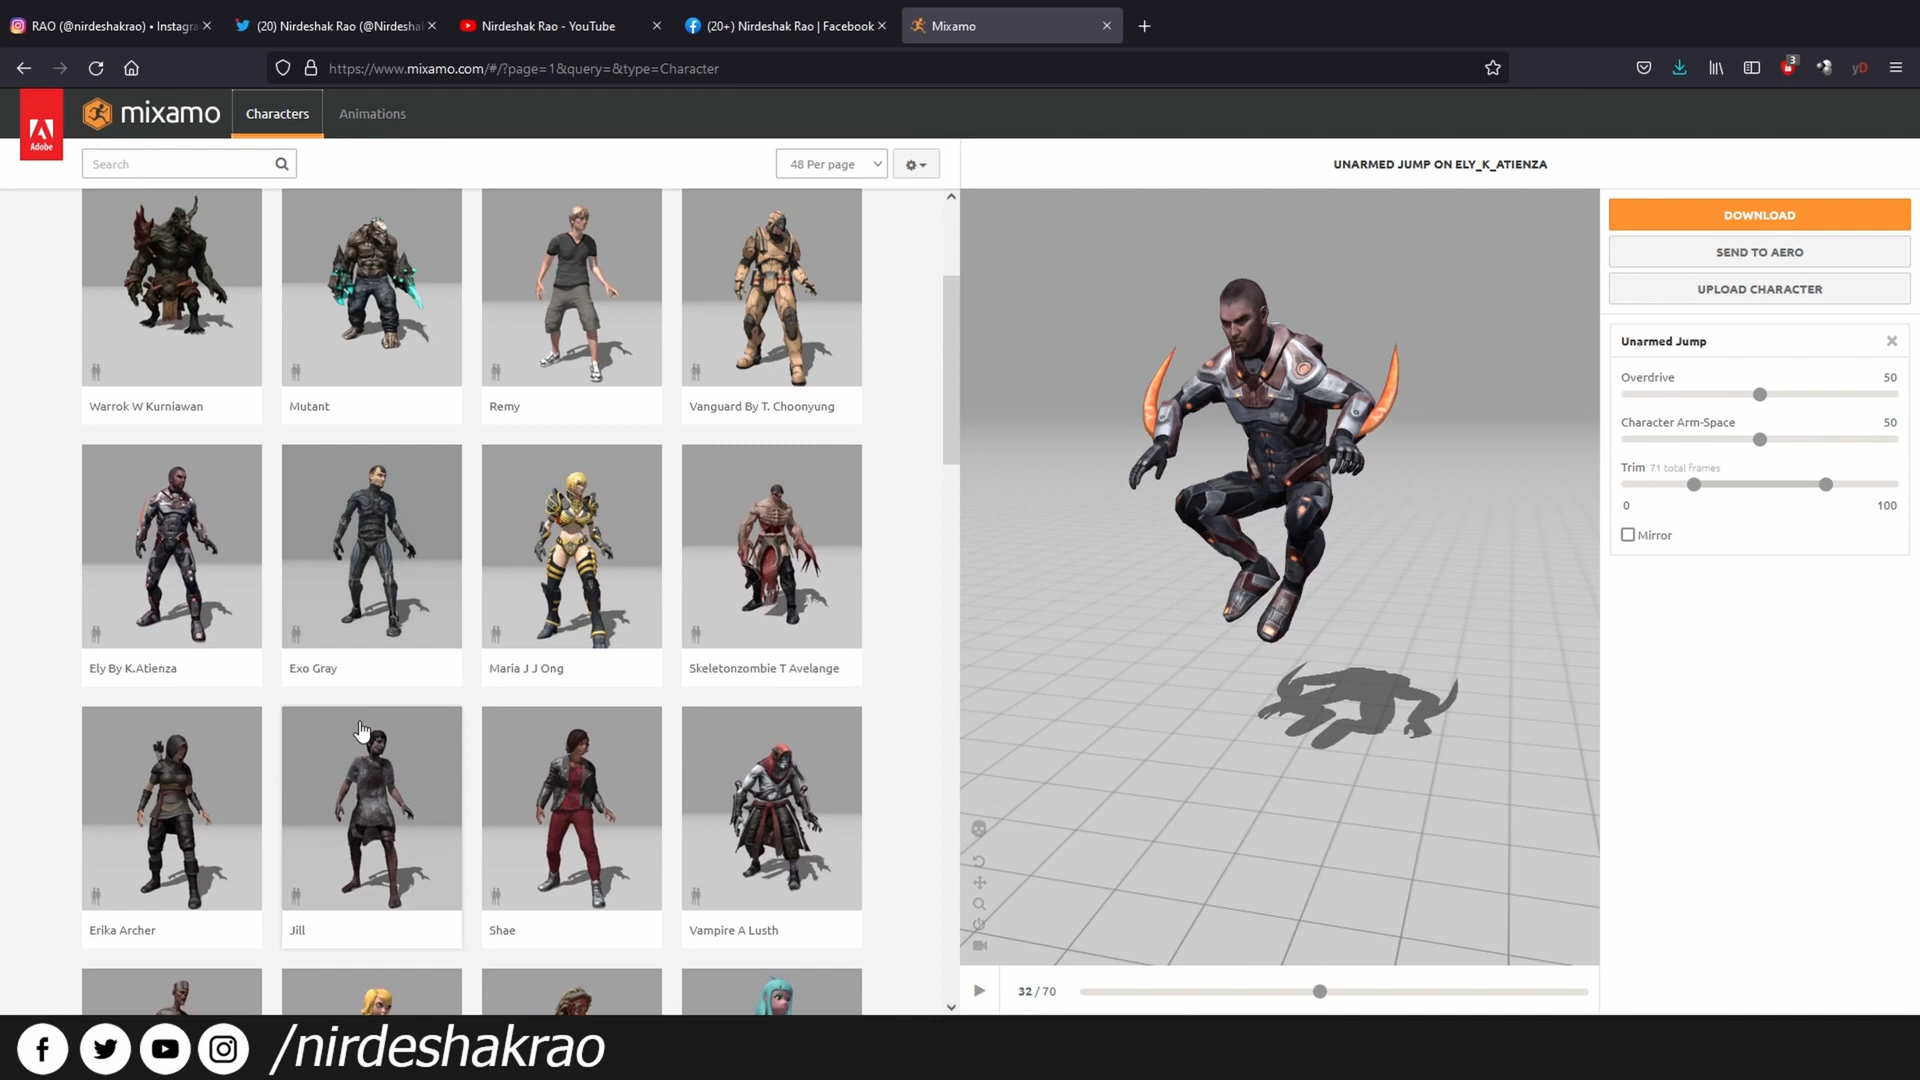 RAO (@nirdeshakrao) • Instagra
(20) Nirdeshak Rao (@Nirdesha
Nirdeshak Rao - YouTube
(20+) Nirdeshak Rao | Facebook
Mixamo
https://www.mixamo.com/#/?page=1&query=&type=Character
3
yD
Adobe
mixamo
Characters
Animations
Search
48 Per page
UNARMED JUMP ON ELY_K_ATIENZA
DOWNLOAD
SEND TO AERO
UPLOAD CHARACTER
Unarmed Jump
Overdrive 50
Character Arm-Space 50
Trim 71 total frames
0 100
Mirror
Warrok W Kurniawan
Mutant
Remy
Vanguard By T. Choonyung
Ely By K.Atienza
Exo Gray
Maria J J Ong
Skeletonzombie T Avelange
Erika Archer
Jill
Shae
Vampire A Lusth
32 / 70
/nirdeshakrao